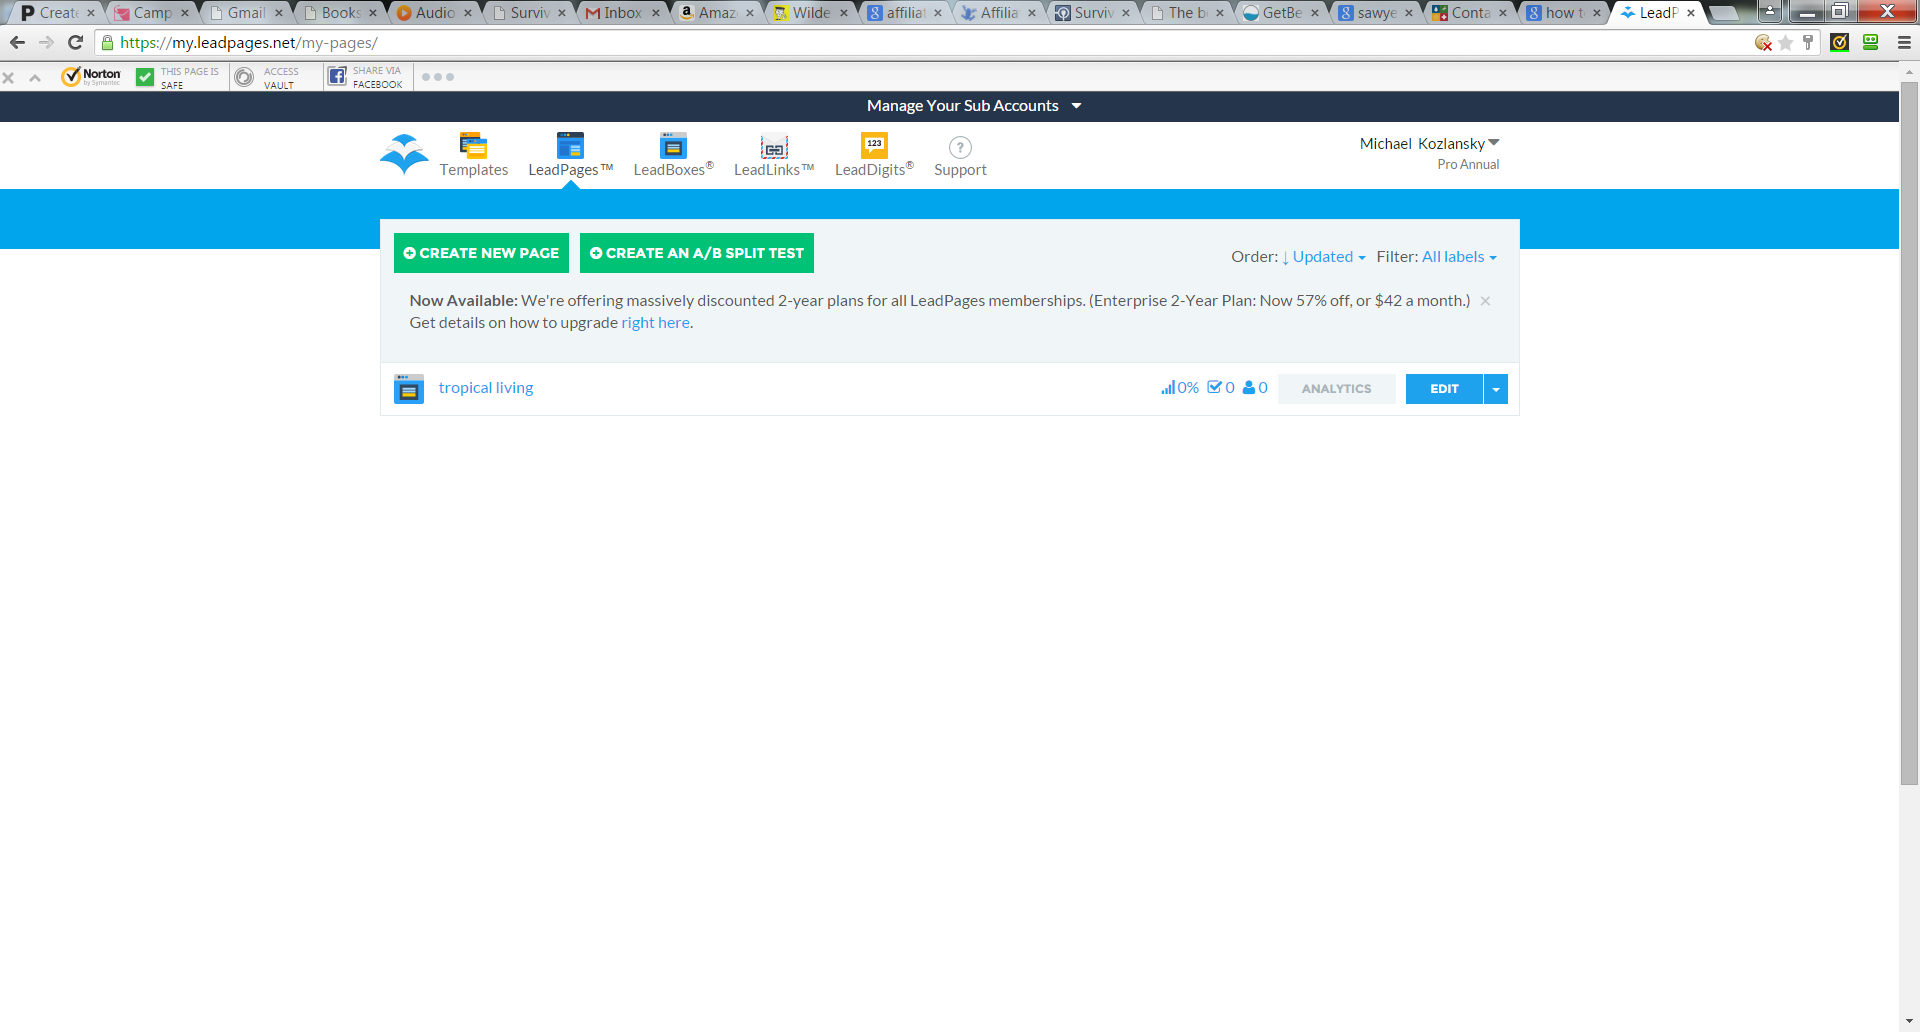 Create Camp Gmail Books Audio Surviv Inbox Amaz Wilde affiliat Affilia Surviv The b GetBe sawye Conta how t LeadP
https://my.leadpages.net/my-pages/
Norton by Symantec THIS PAGE IS SAFE ACCESS VAULT SHARE VIA FACEBOOK
Manage Your Sub Accounts
Templates LeadPages™ LeadBoxes® LeadLinks™ 123 LeadDigits® ? Support
Michael Kozlansky
Pro Annual
CREATE NEW PAGE CREATE AN A/B SPLIT TEST Order: ↓ Updated Filter: All labels
Now Available: We're offering massively discounted 2-year plans for all LeadPages memberships. (Enterprise 2-Year Plan: Now 57% off, or $42 a month.) ×
Get details on how to upgrade right here.
tropical living 0% 0 0 ANALYTICS EDIT